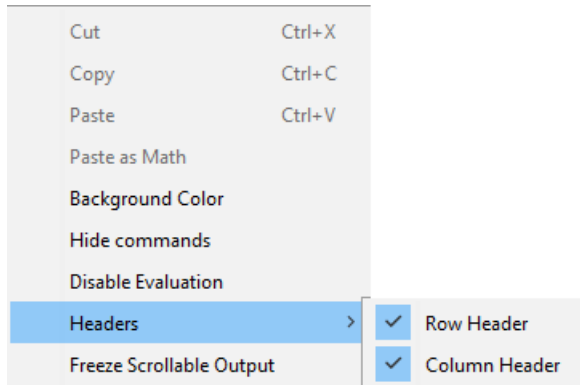 Cut Ctrl+X
Copy Ctrl+C
Paste Ctrl+V
Paste as Math
Background Color
Hide commands
Disable Evaluation
Headers > Row Header
Freeze Scrollable Output Column Header